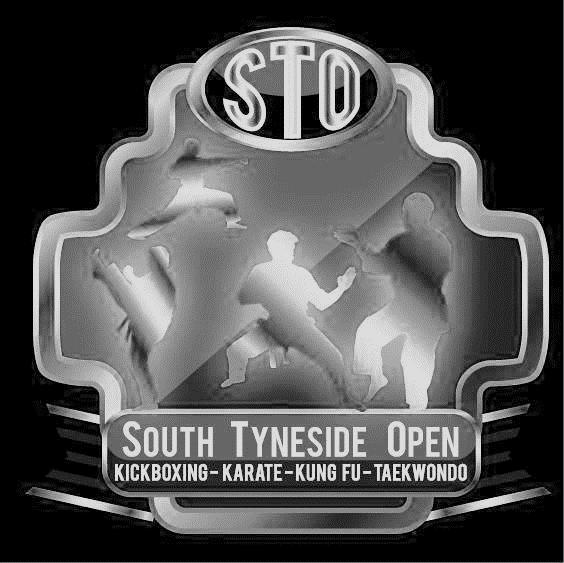 STO
SOUTH TYNESIDE OPEN
KICKBOXING-KARATE-KUNG FU-TAEKWONDO